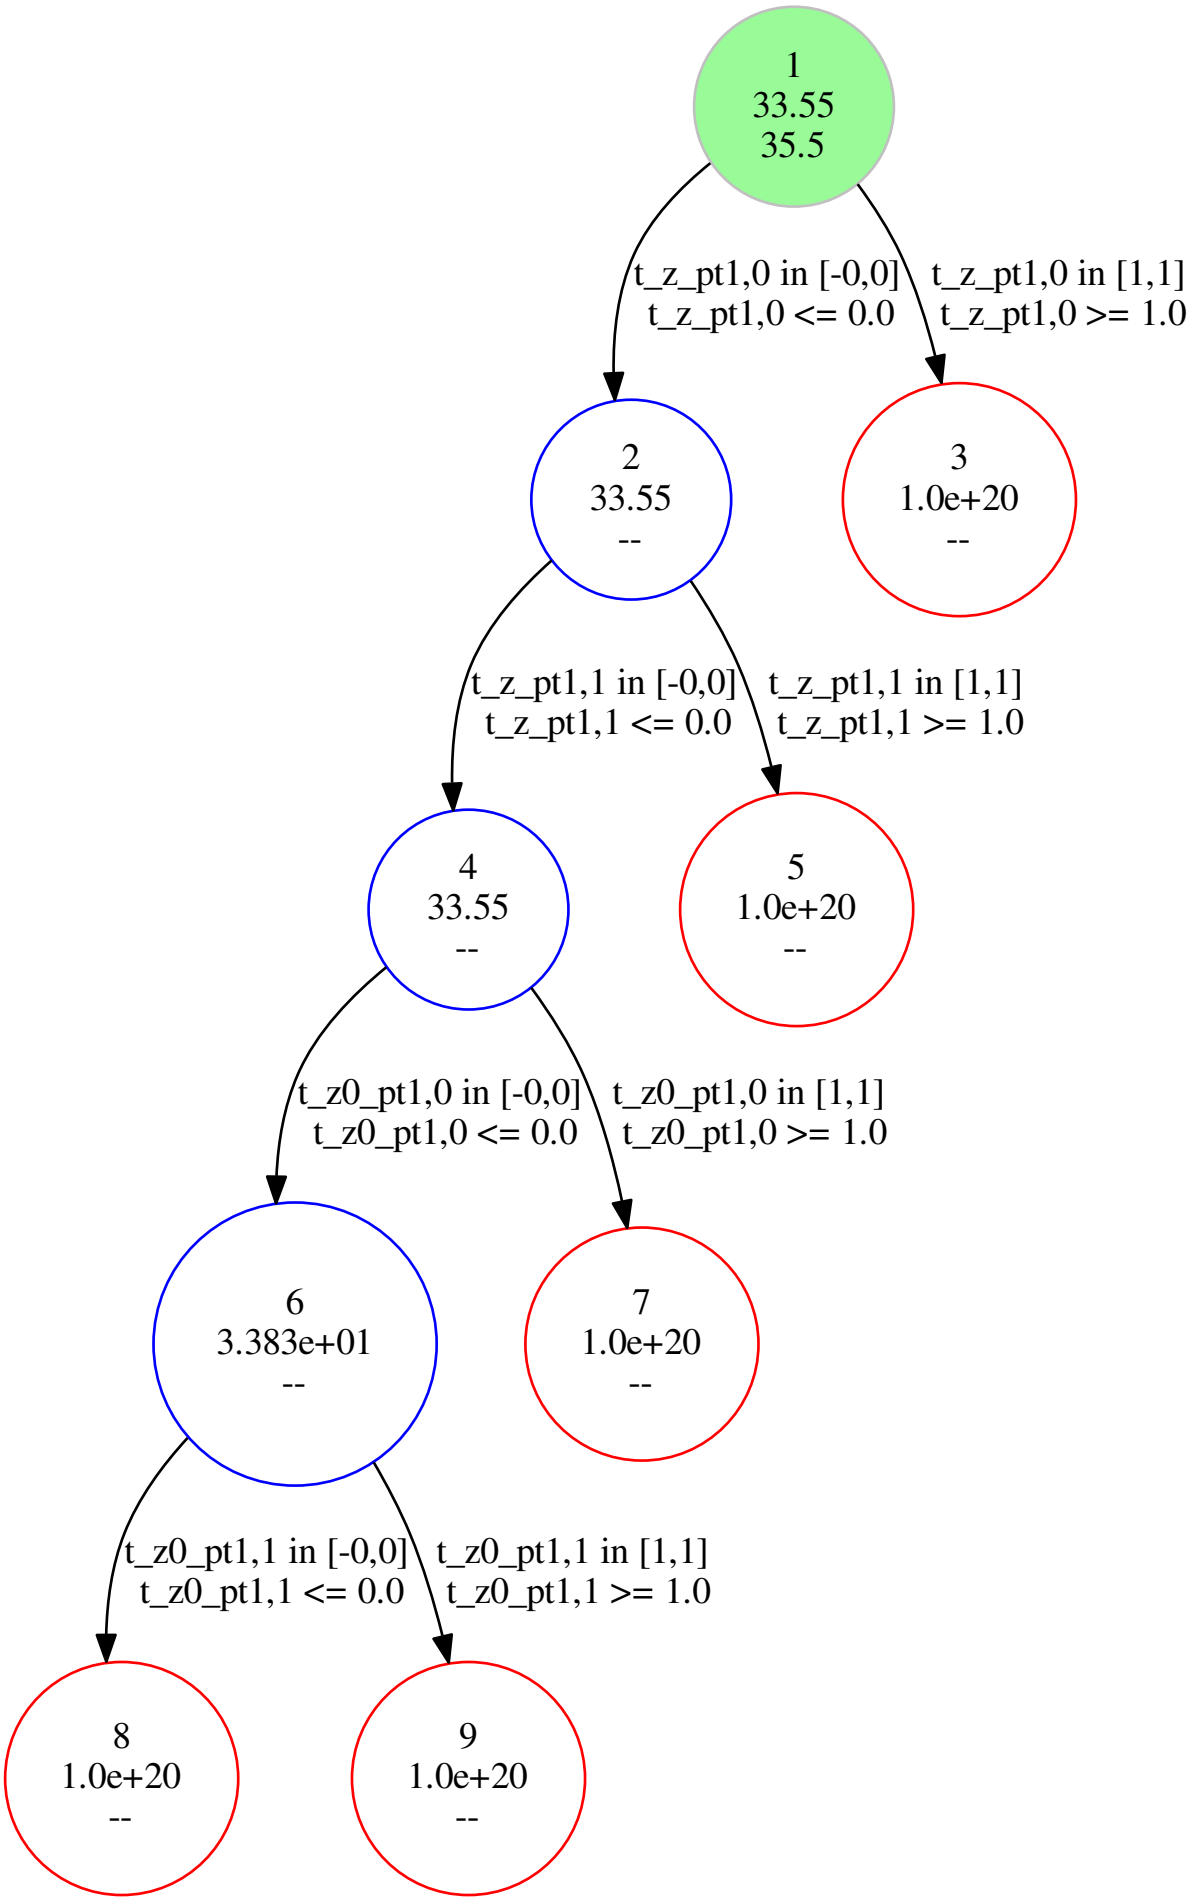 1
33.55
35.5
t_z_pt1,0 in [-0,0]
t_z_pt1,0 <= 0.0
t_z_pt1,0 in [1,1]
t_z_pt1,0 >= 1.0
2
33.55
--
3
1.0e+20
--
t_z_pt1,1 in [-0,0]
t_z_pt1,1 <= 0.0
t_z_pt1,1 in [1,1]
t_z_pt1,1 >= 1.0
4
33.55
--
5
1.0e+20
--
t_z0_pt1,0 in [-0,0]
t_z0_pt1,0 <= 0.0
t_z0_pt1,0 in [1,1]
t_z0_pt1,0 >= 1.0
6
3.383e+01
--
7
1.0e+20
--
t_z0_pt1,1 in [-0,0]
t_z0_pt1,1 <= 0.0
t_z0_pt1,1 in [1,1]
t_z0_pt1,1 >= 1.0
8
1.0e+20
--
9
1.0e+20
--